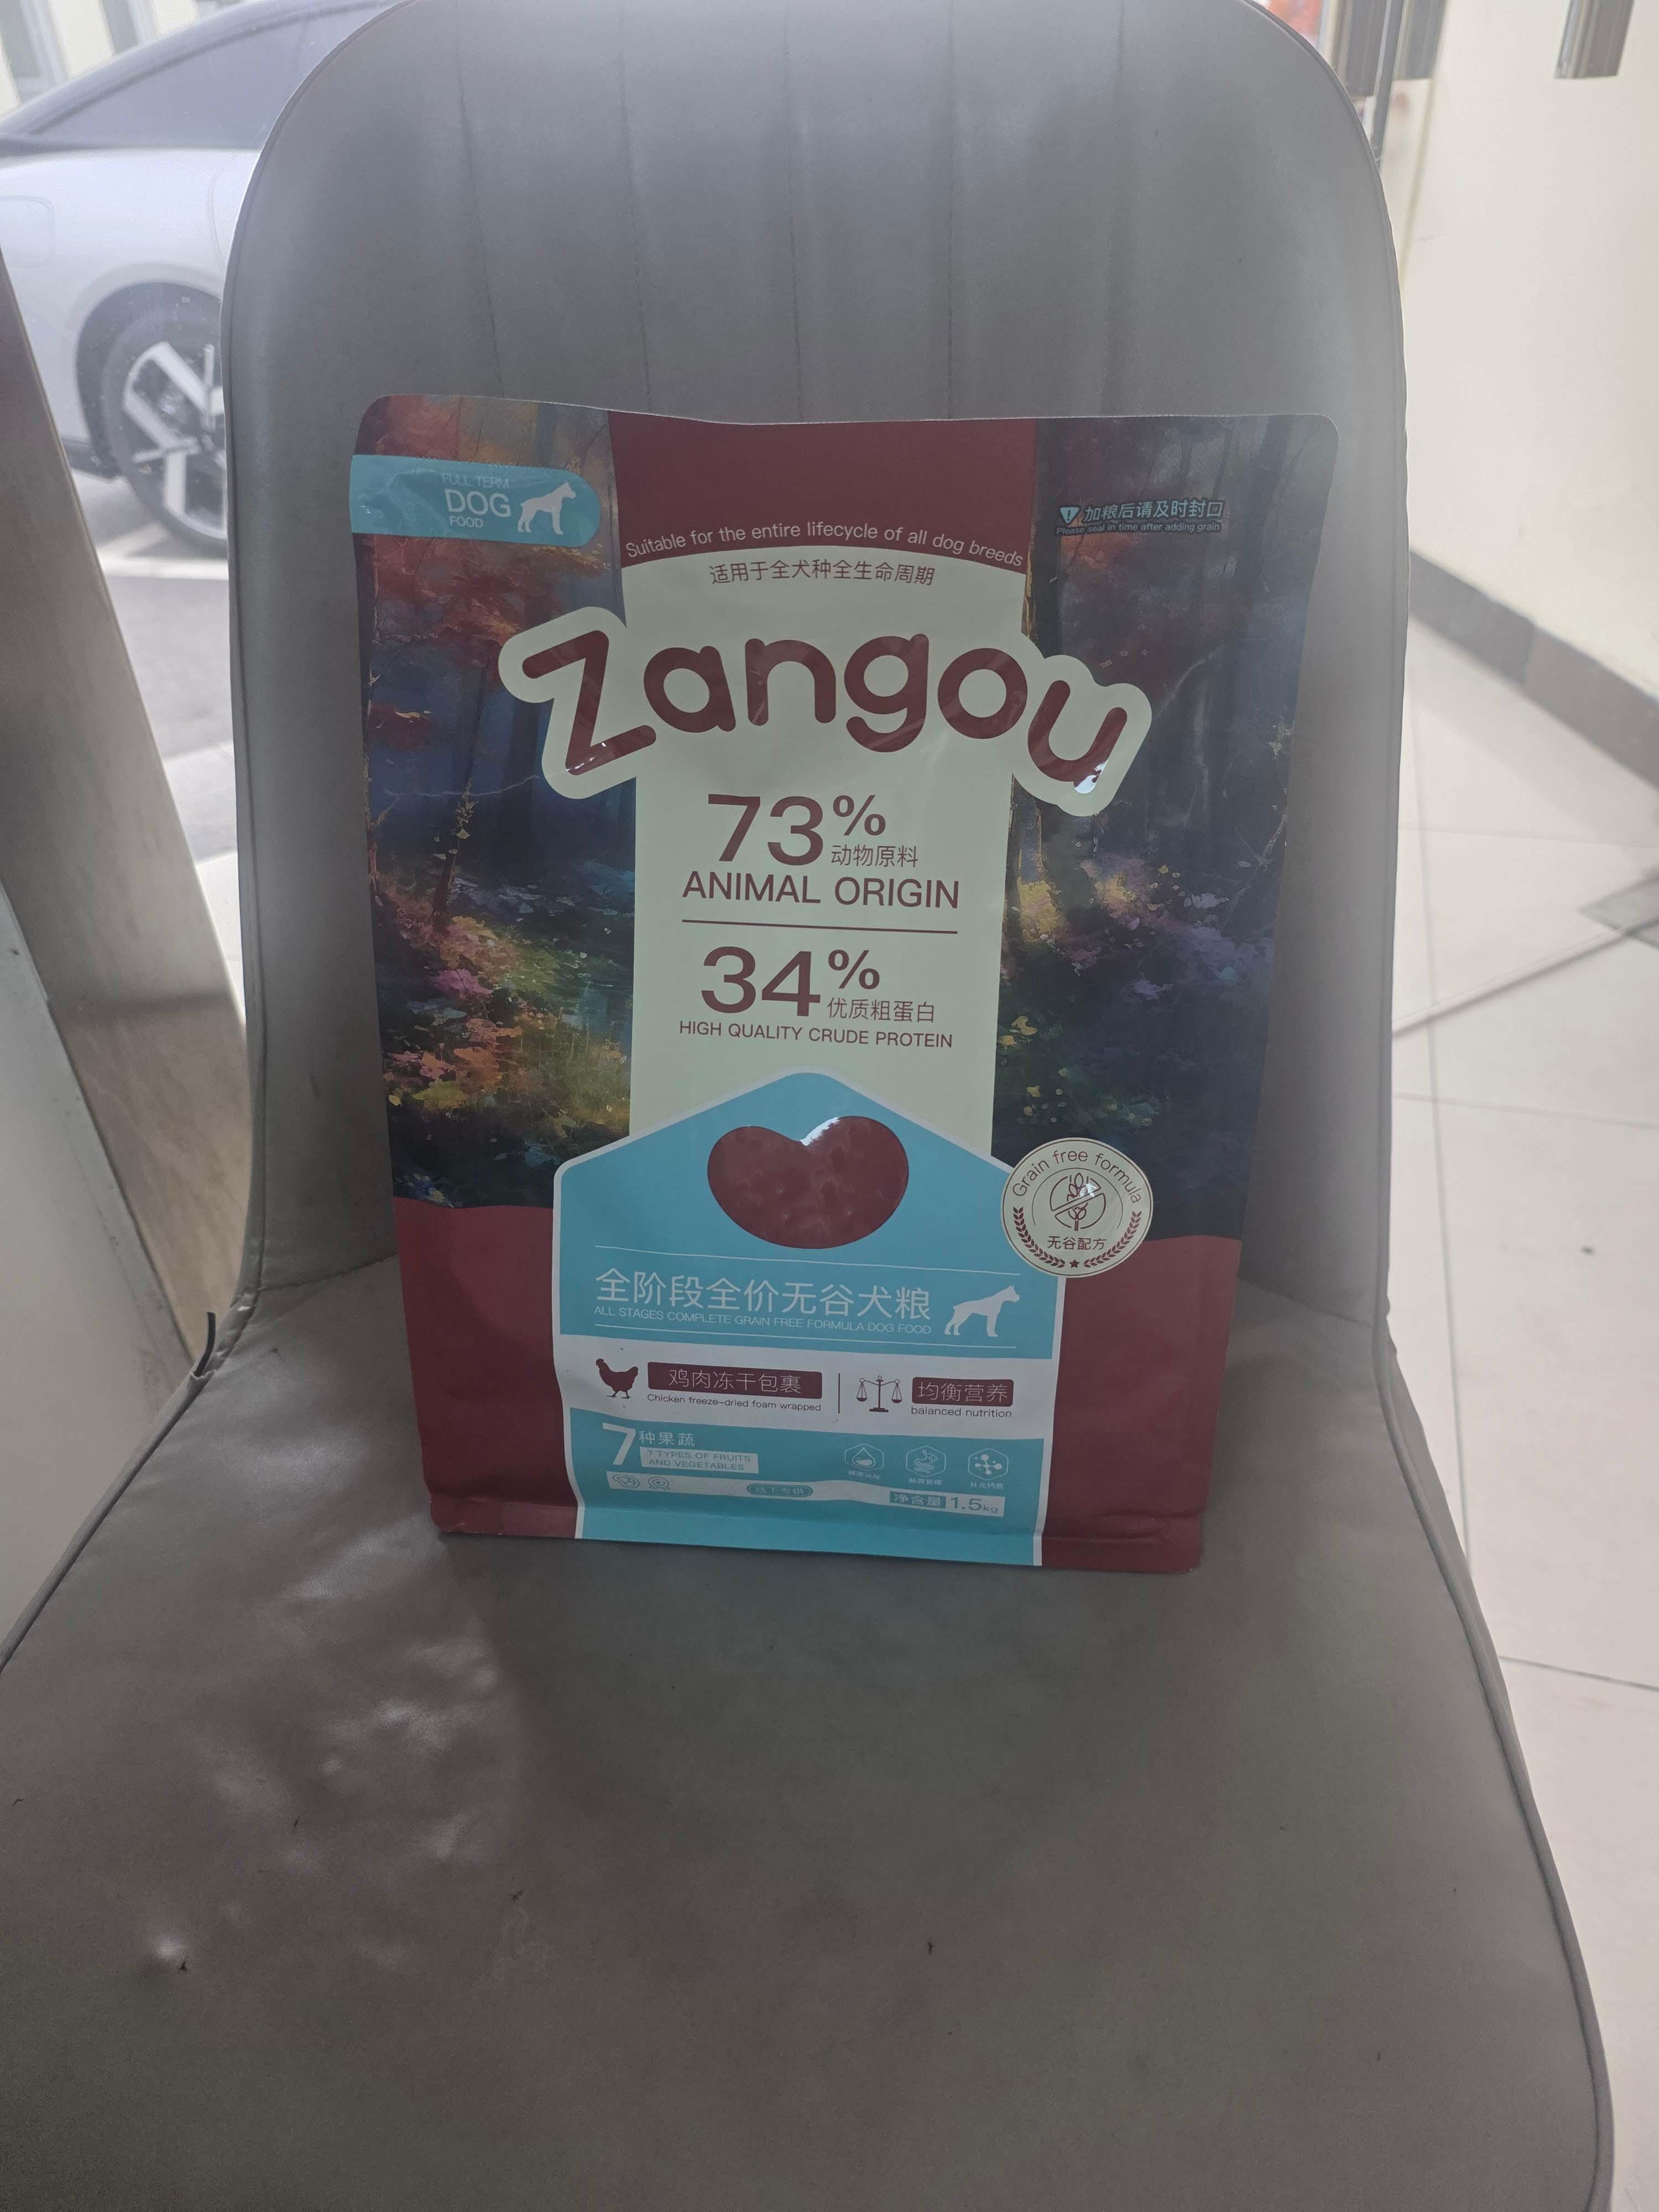 FULL TERM
DOG
FOOD
加粮后请及时封口
Please seal in time after adding grain
Suitable for the entire lifecycle of all dog breeds
适用于全犬种全生命周期
Zangou
73%
动物原料
ANIMAL ORIGIN
34%
优质粗蛋白
HIGH QUALITY CRUDE PROTEIN
Grain free formula
无谷配方
全阶段全价无谷犬粮
ALL STAGES COMPLETE GRAIN FREE FORMULA DOG FOOD
鸡肉冻干包裹
Chicken freeze-dried foam wrapped
均衡营养
balanced nutrition
7种果蔬
7 TYPES OF FRUITS
AND VEGETABLES
线下专供
净含量 1.5kg